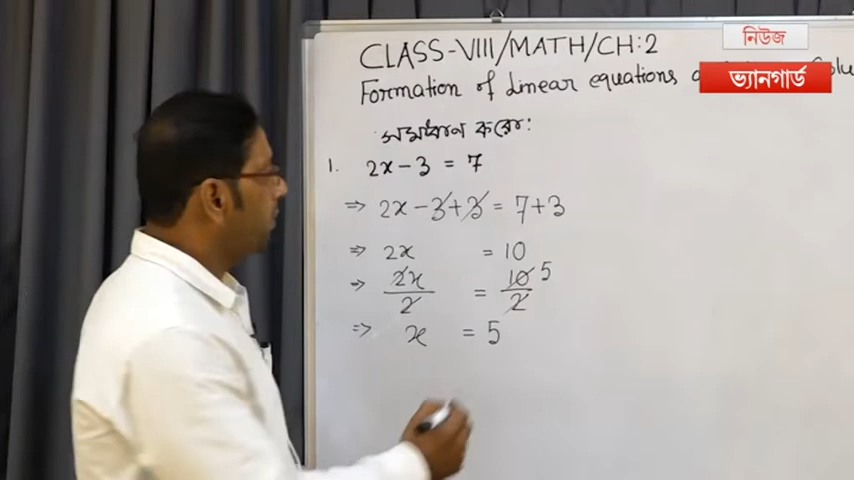 CLASS-VIII/MATH/CH:2
নিউজ
Formation of Linear equations
ভ্যানগার্ড
সমাধান করো:
1. 2x-3 = 7
=> 2x-3+3 = 7+3
=> 2x = 10
=> 2x/2 = 10/2 5
=> x = 5